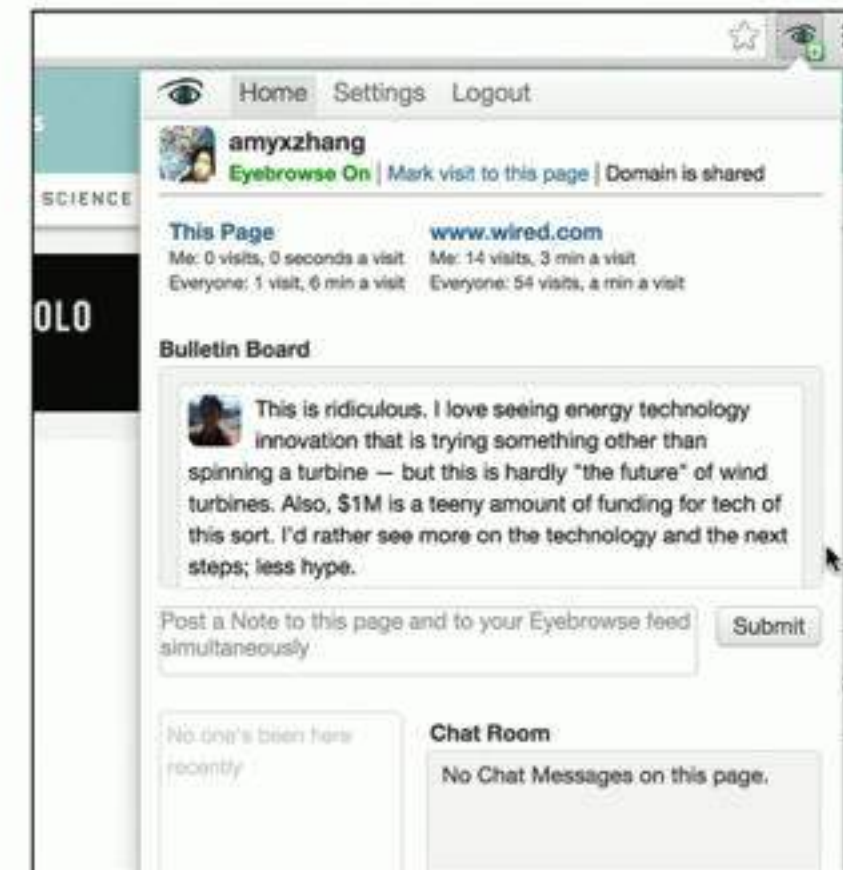 Home Settings Logout
s
amyxzhang
Eyebrowse On | Mark visit to this page | Domain is shared
SCIENCE
This Page
www.wired.com
Me: 0 visits, 0 seconds a visit
Me: 14 visits, 3 min a visit
Everyone: 1 visit, 6 min a visit
Everyone: 54 visits, a min a visit
OLO
Bulletin Board
This is ridiculous. I love seeing energy technology
innovation that is trying something other than
spinning a turbine — but this is hardly "the future" of wind
turbines. Also, $1M is a teeny amount of funding for tech of
this sort. I'd rather see more on the technology and the next
steps; less hype.
Post a Note to this page and to your Eyebrowse feed
simultaneously
Submit
No one's been here
recently
Chat Room
No Chat Messages on this page.